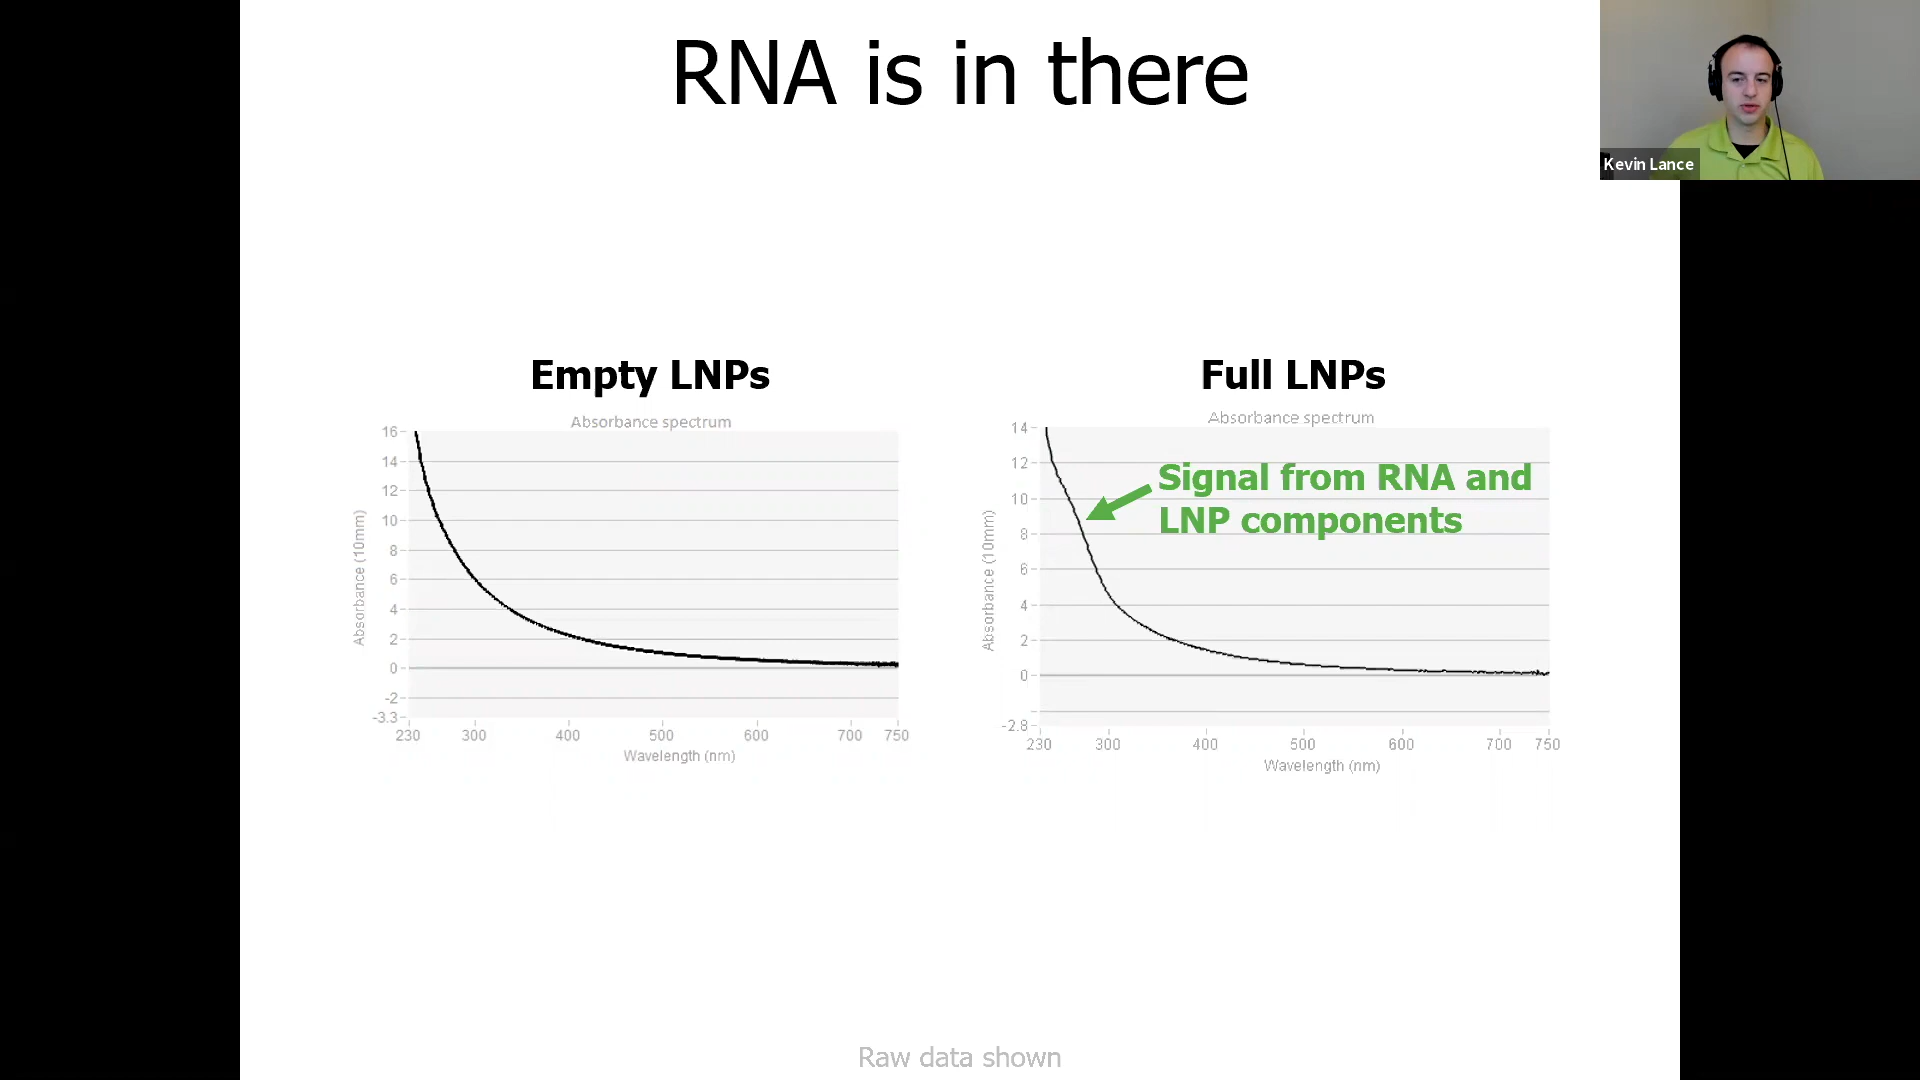 RNA is in there
Kevin Lance
Empty LNPs
Absorbance spectrum
16
14
12
10
8
6
4
2
0
-2
-3.3
Absorbance (10mm)
230 300 400 500 600 700 750
Wavelength (nm)
Full LNPs
Absorbance spectrum
14
12
10
8
6
4
2
0
-2.8
Absorbance (10mm)
Signal from RNA and
LNP components
230 300 400 500 600 700 750
Wavelength (nm)
Raw data shown